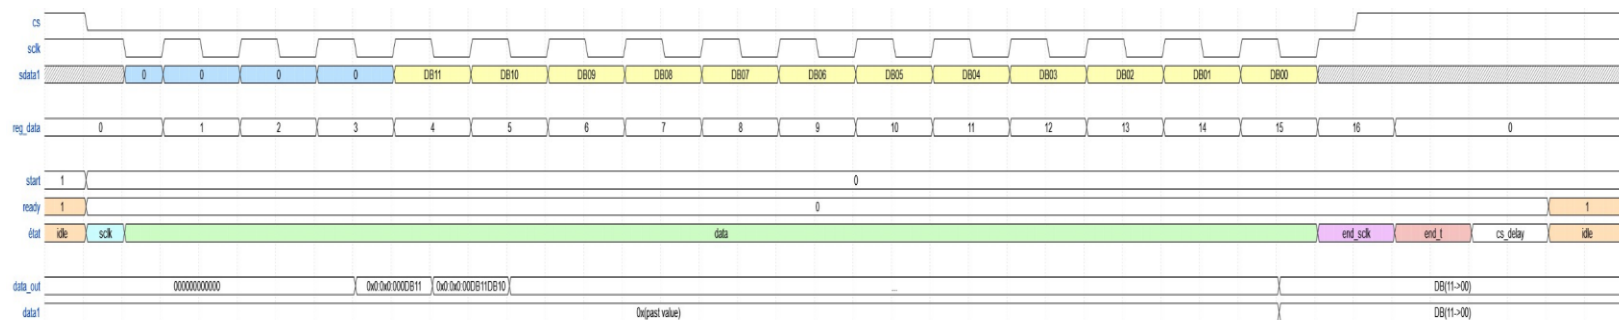 cs
sclk
sdata1 0 0 0 0 DB11 DB10 DB09 DB08 DB07 DB06 DB05 DB04 DB03 DB02 DB01 DB00
reg_data 0 1 2 3 4 5 6 7 8 9 10 11 12 13 14 15 16 0
start 1 0
ready 1 0 1
état idle sclk data end_sclk end_t cs_delay idle
data_out 000000000000 0x0:0x0:000DB11 0x0:0x0:00DB11DB10 ... DB(11->00)
data1 0x(past value) DB(11->00)